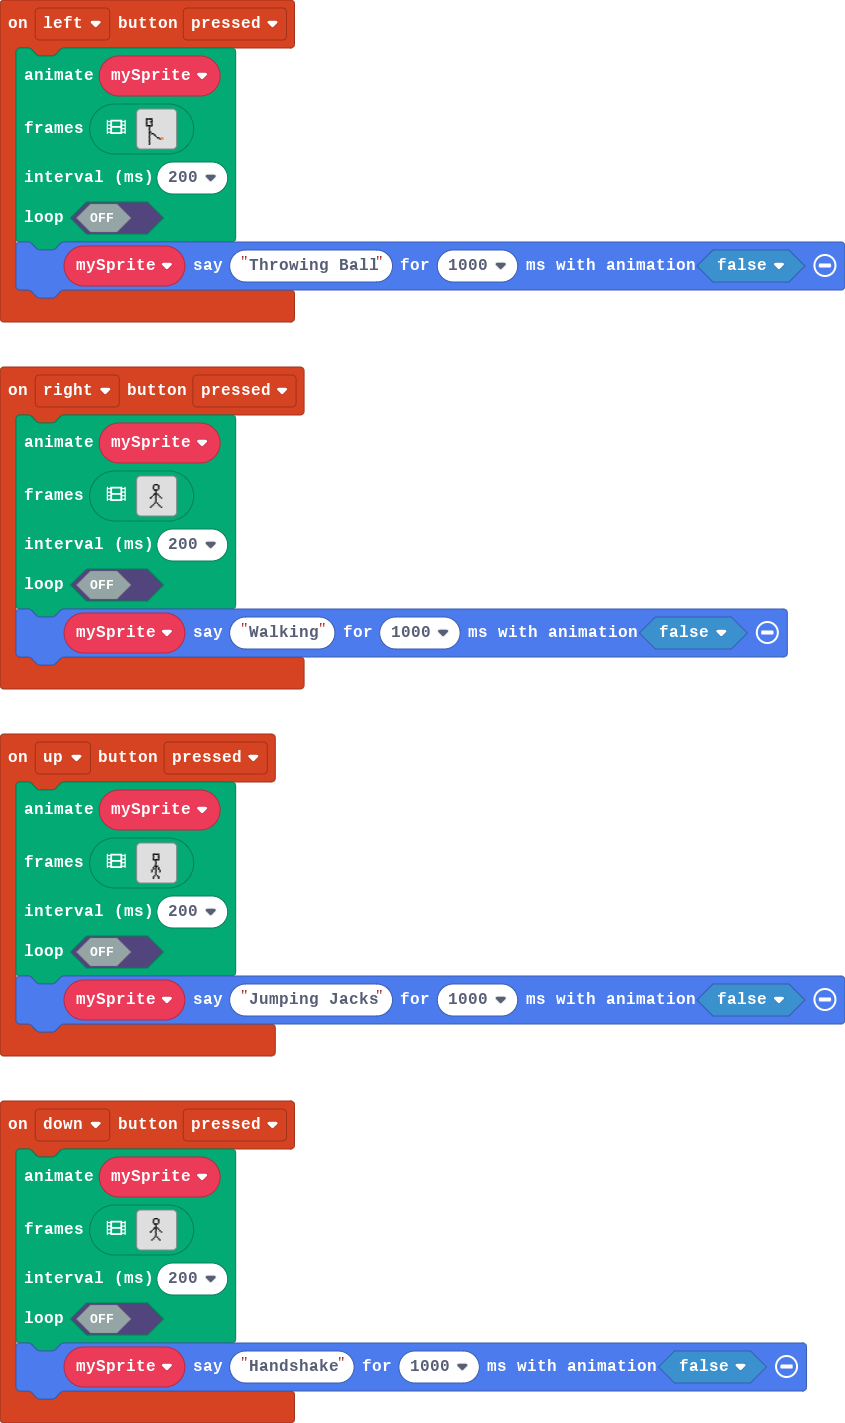 on left button pressed
animate mySprite
frames
interval (ms) 200
loop OFF
mySprite say "Throwing Ball" for 1000 ms with animation false
on right button pressed
animate mySprite
frames
interval (ms) 200
loop OFF
mySprite say "Walking" for 1000 ms with animation false
on up button pressed
animate mySprite
frames
interval (ms) 200
loop OFF
mySprite say "Jumping Jacks" for 1000 ms with animation false
on down button pressed
animate mySprite
frames
interval (ms) 200
loop OFF
mySprite say "Handshake" for 1000 ms with animation false